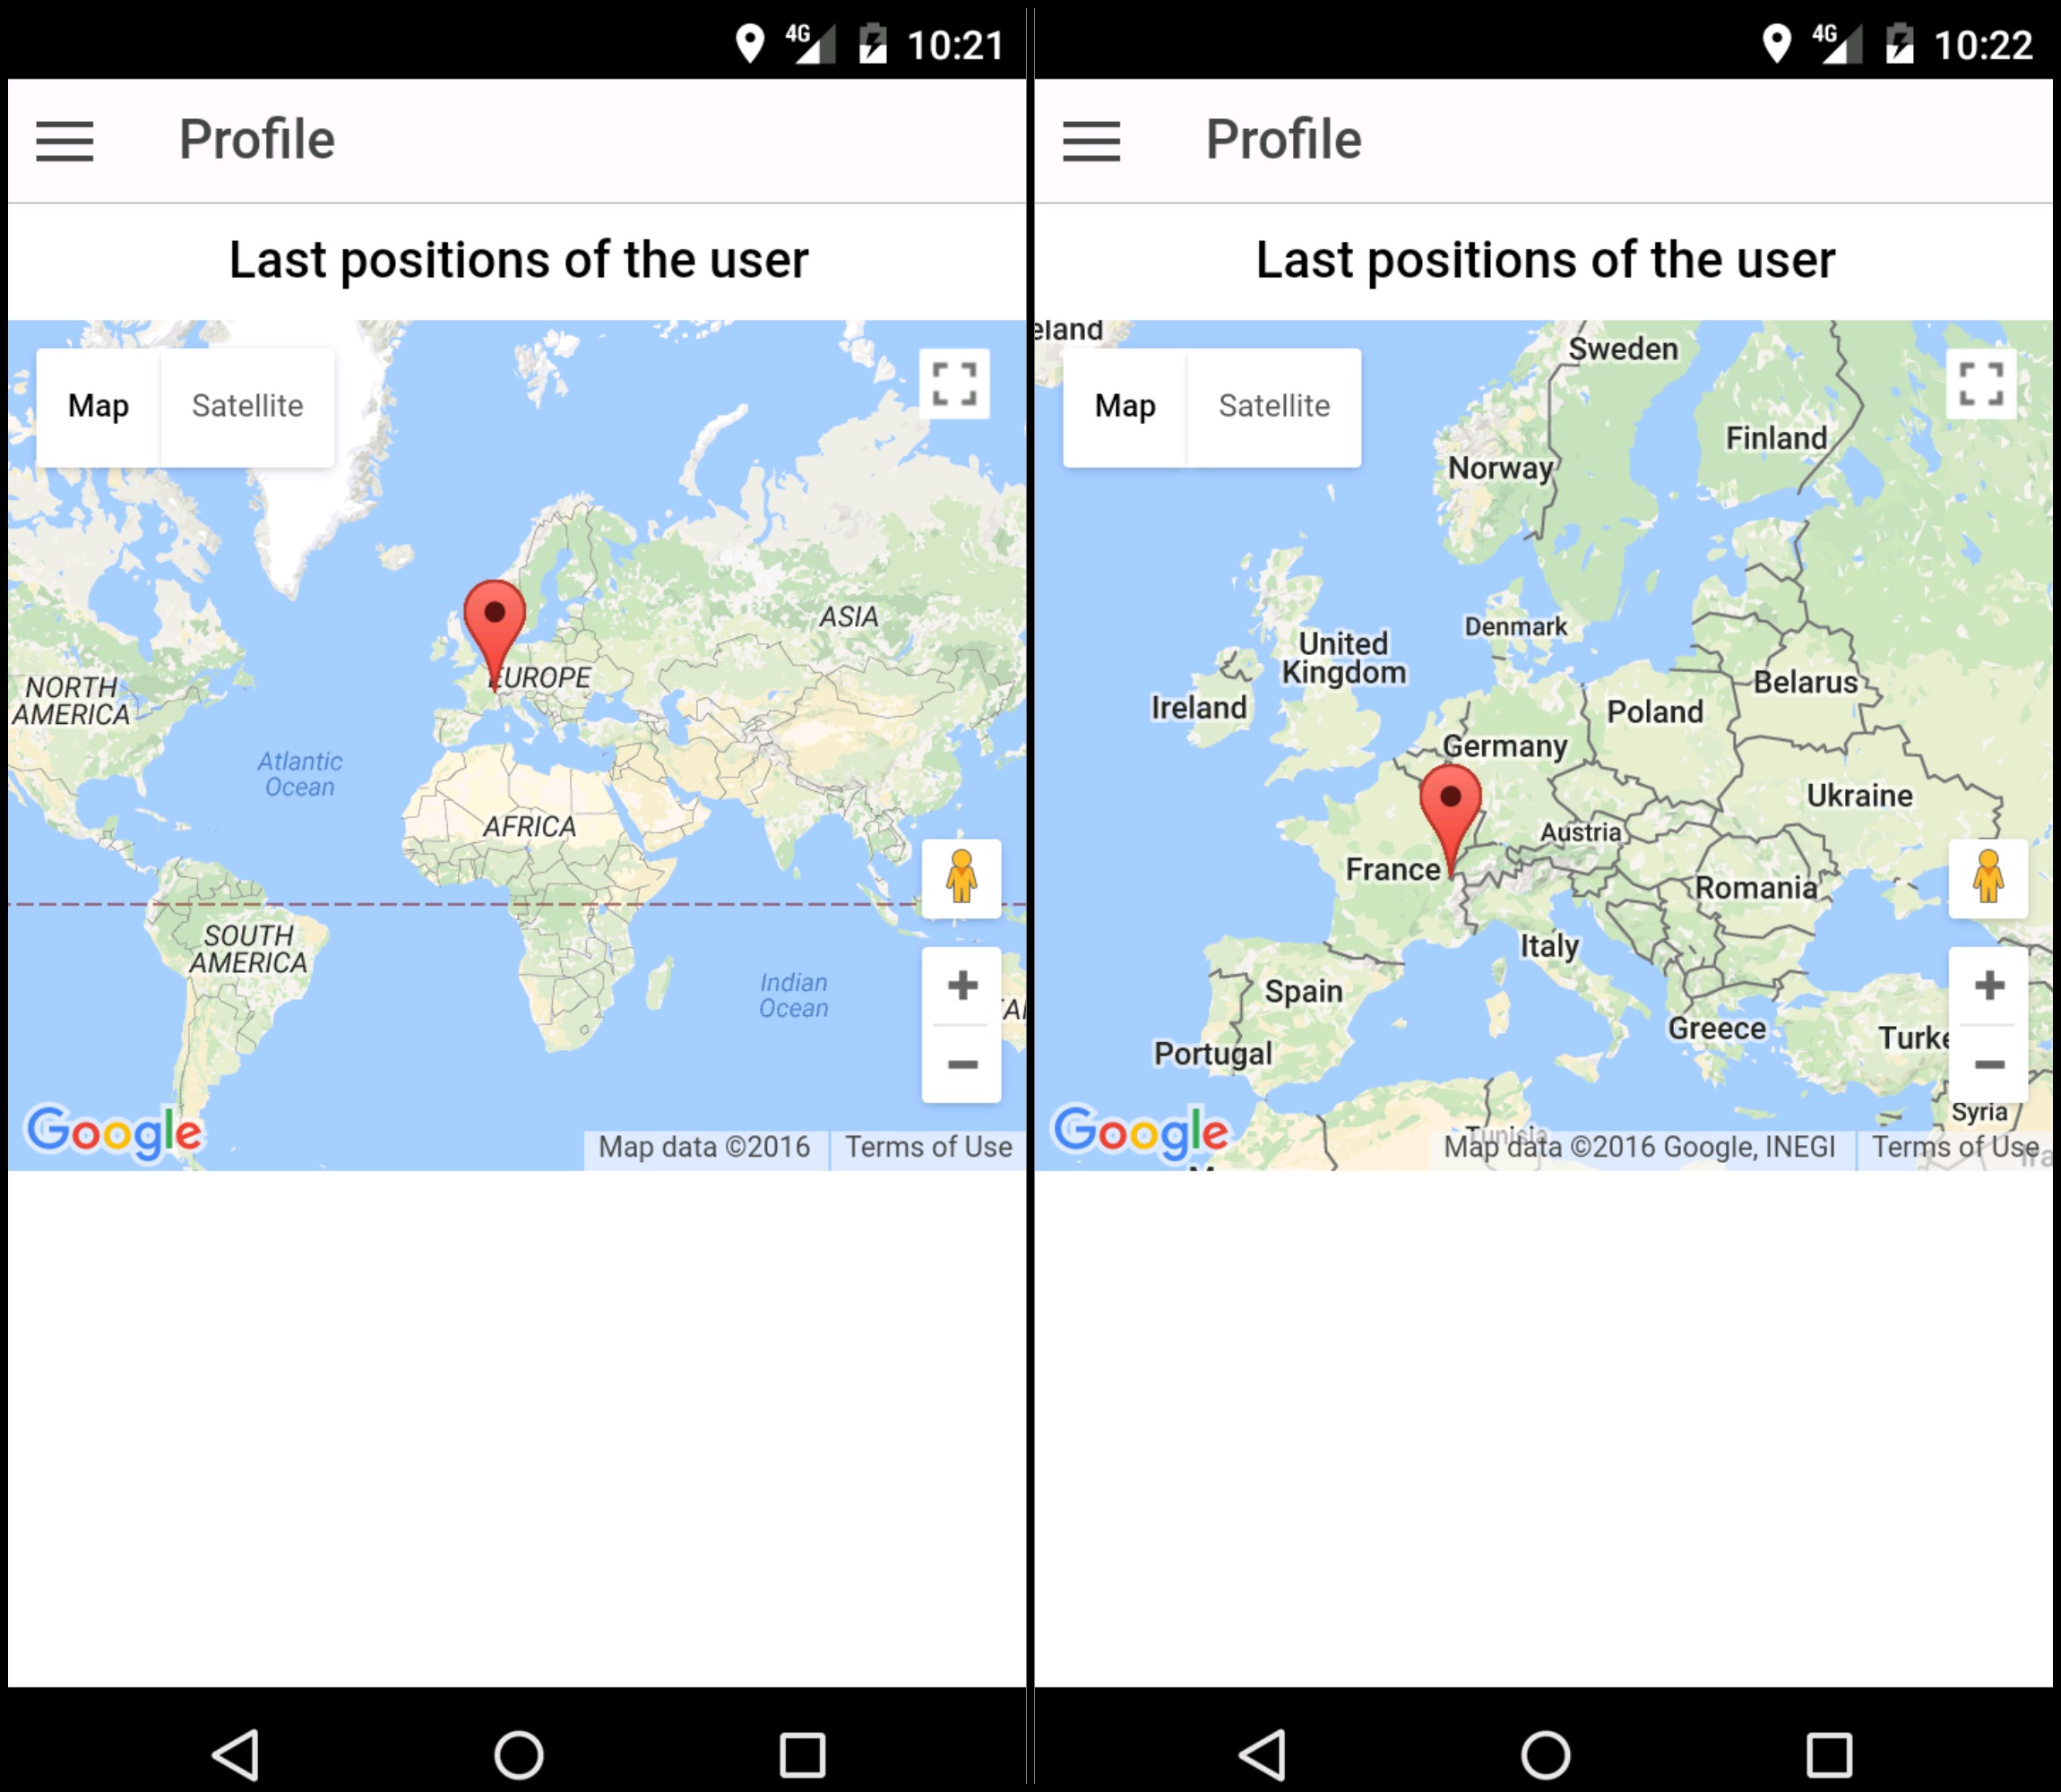 4G 10:21
Profile
Last positions of the user
Map Satellite
ASIA
EUROPE
NORTH
AMERICA
Atlantic
Ocean
AFRICA
SOUTH
AMERICA
Indian
Ocean
Google
Map data ©2016 Terms of Use
4G 10:22
Profile
Last positions of the user
eland
Map Satellite
Sweden
Finland
Norway
Denmark
United
Kingdom
Ireland
Belarus
Poland
Germany
Ukraine
Austria
France
Romania
Italy
Spain
Greece
Turke
Portugal
Syria
Tunisia
Google
Map data ©2016 Google, INEGI Terms of Use